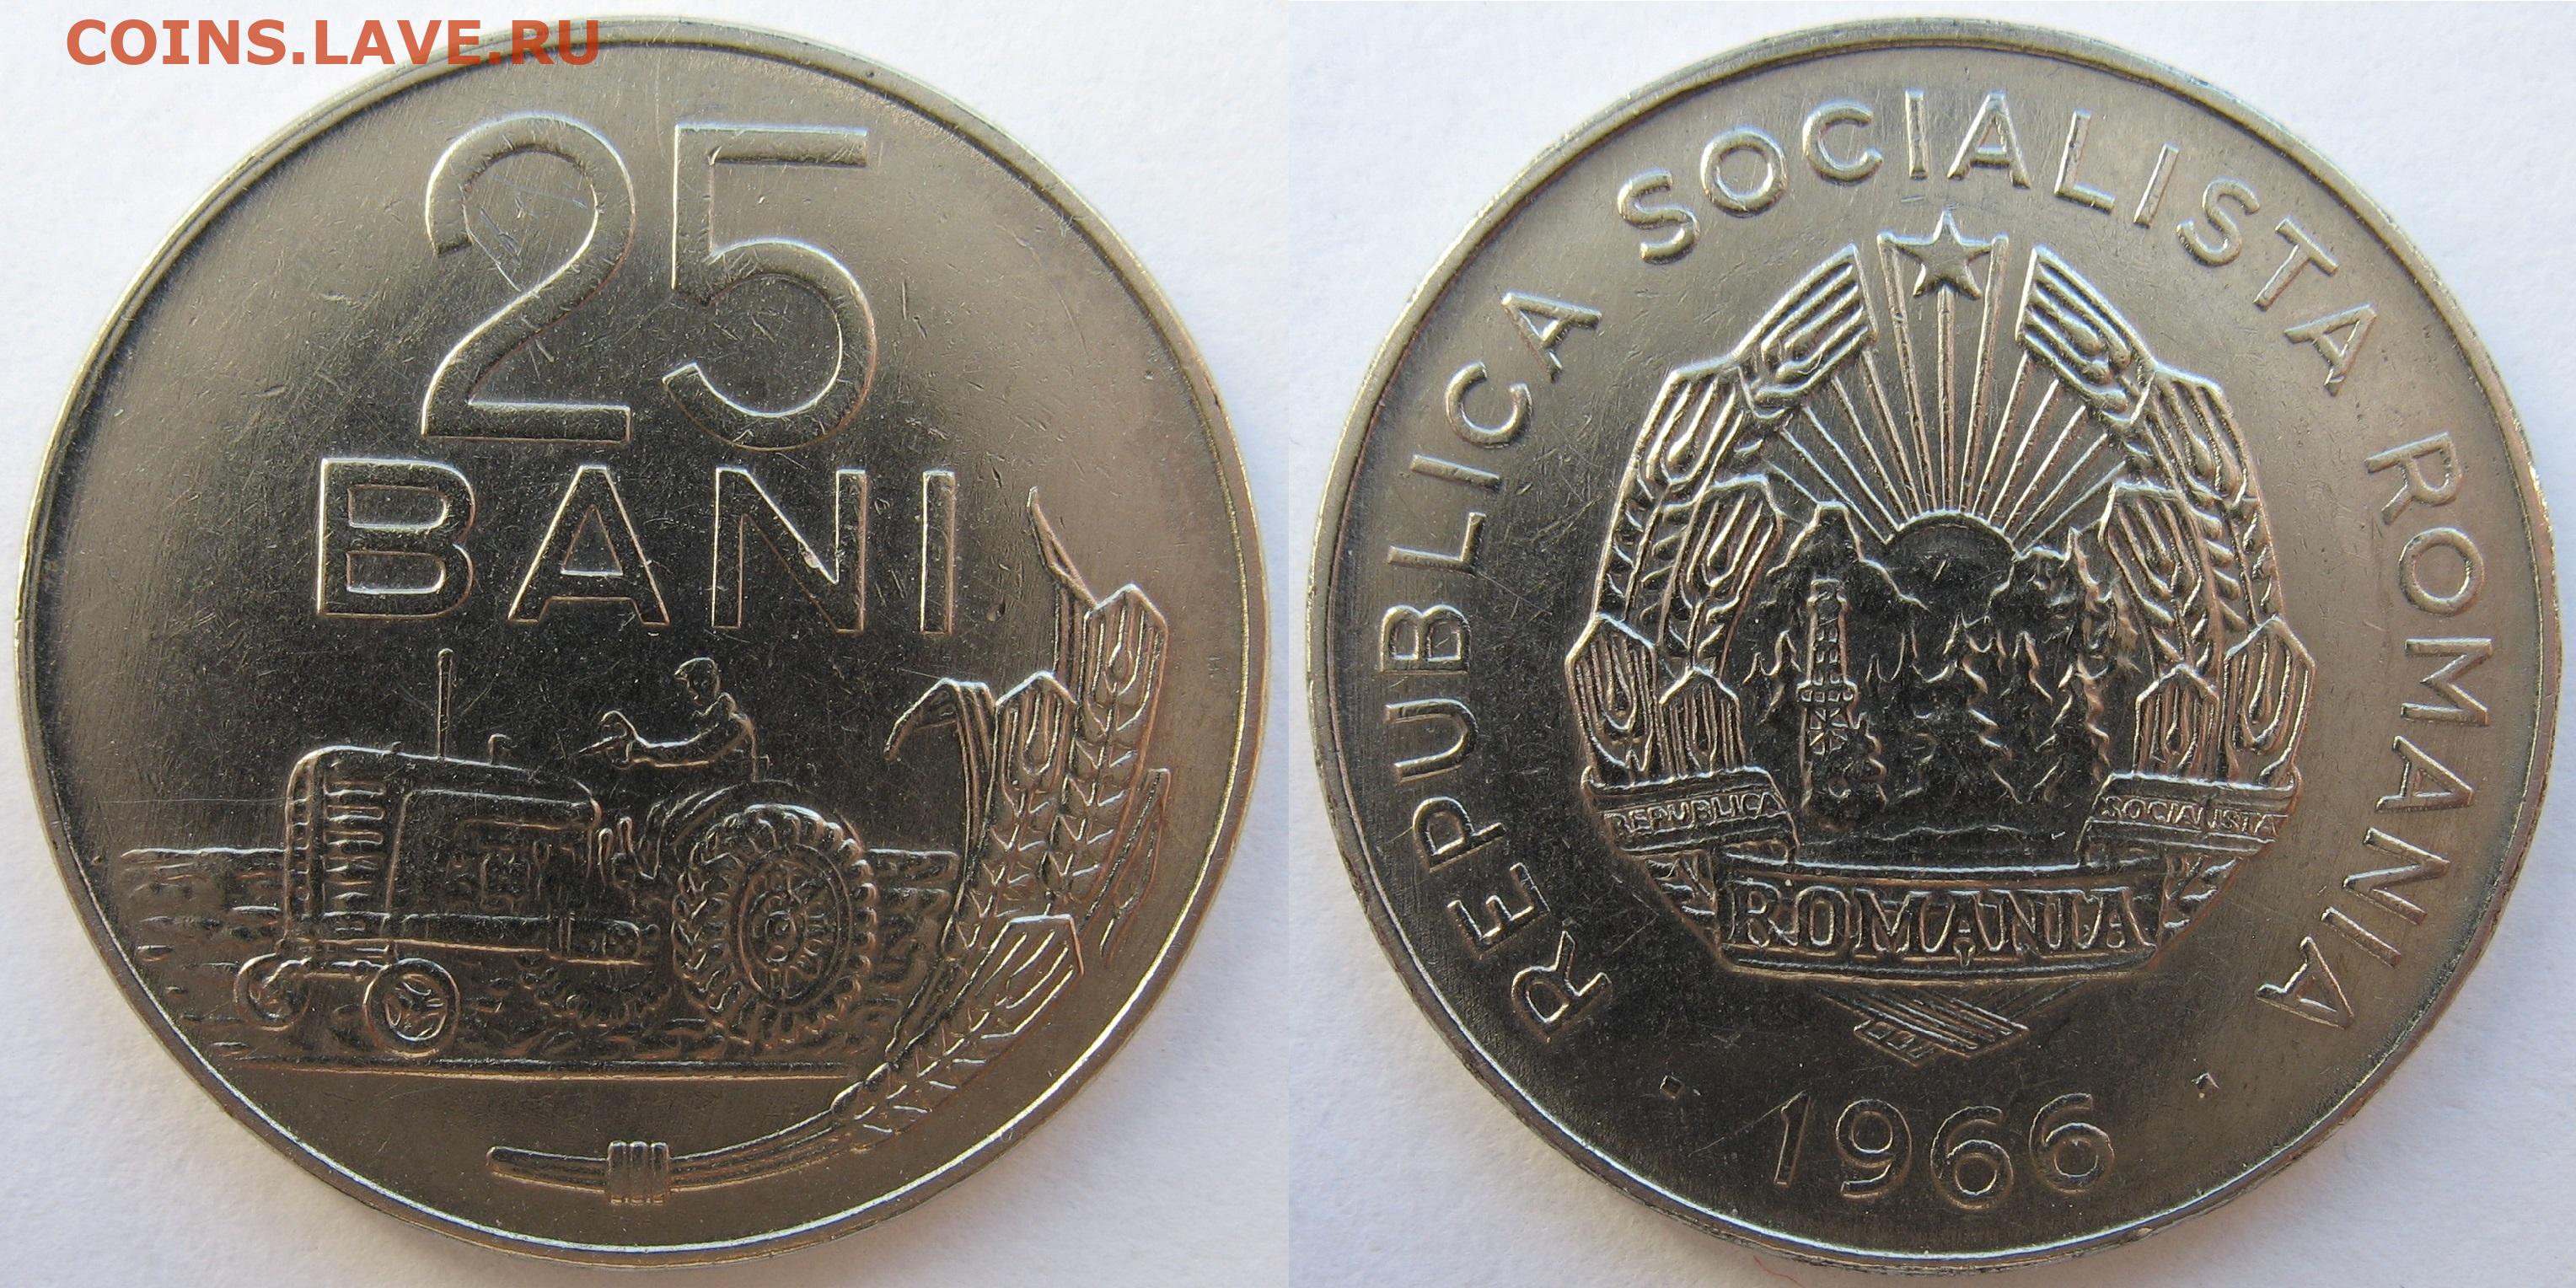 COINS.LAVE.RU
25
BANI
REPUBLICA SOCIALISTA ROMANIA
REPUBLICA
SOCIALISTA
ROMANIA
· 1966 ·